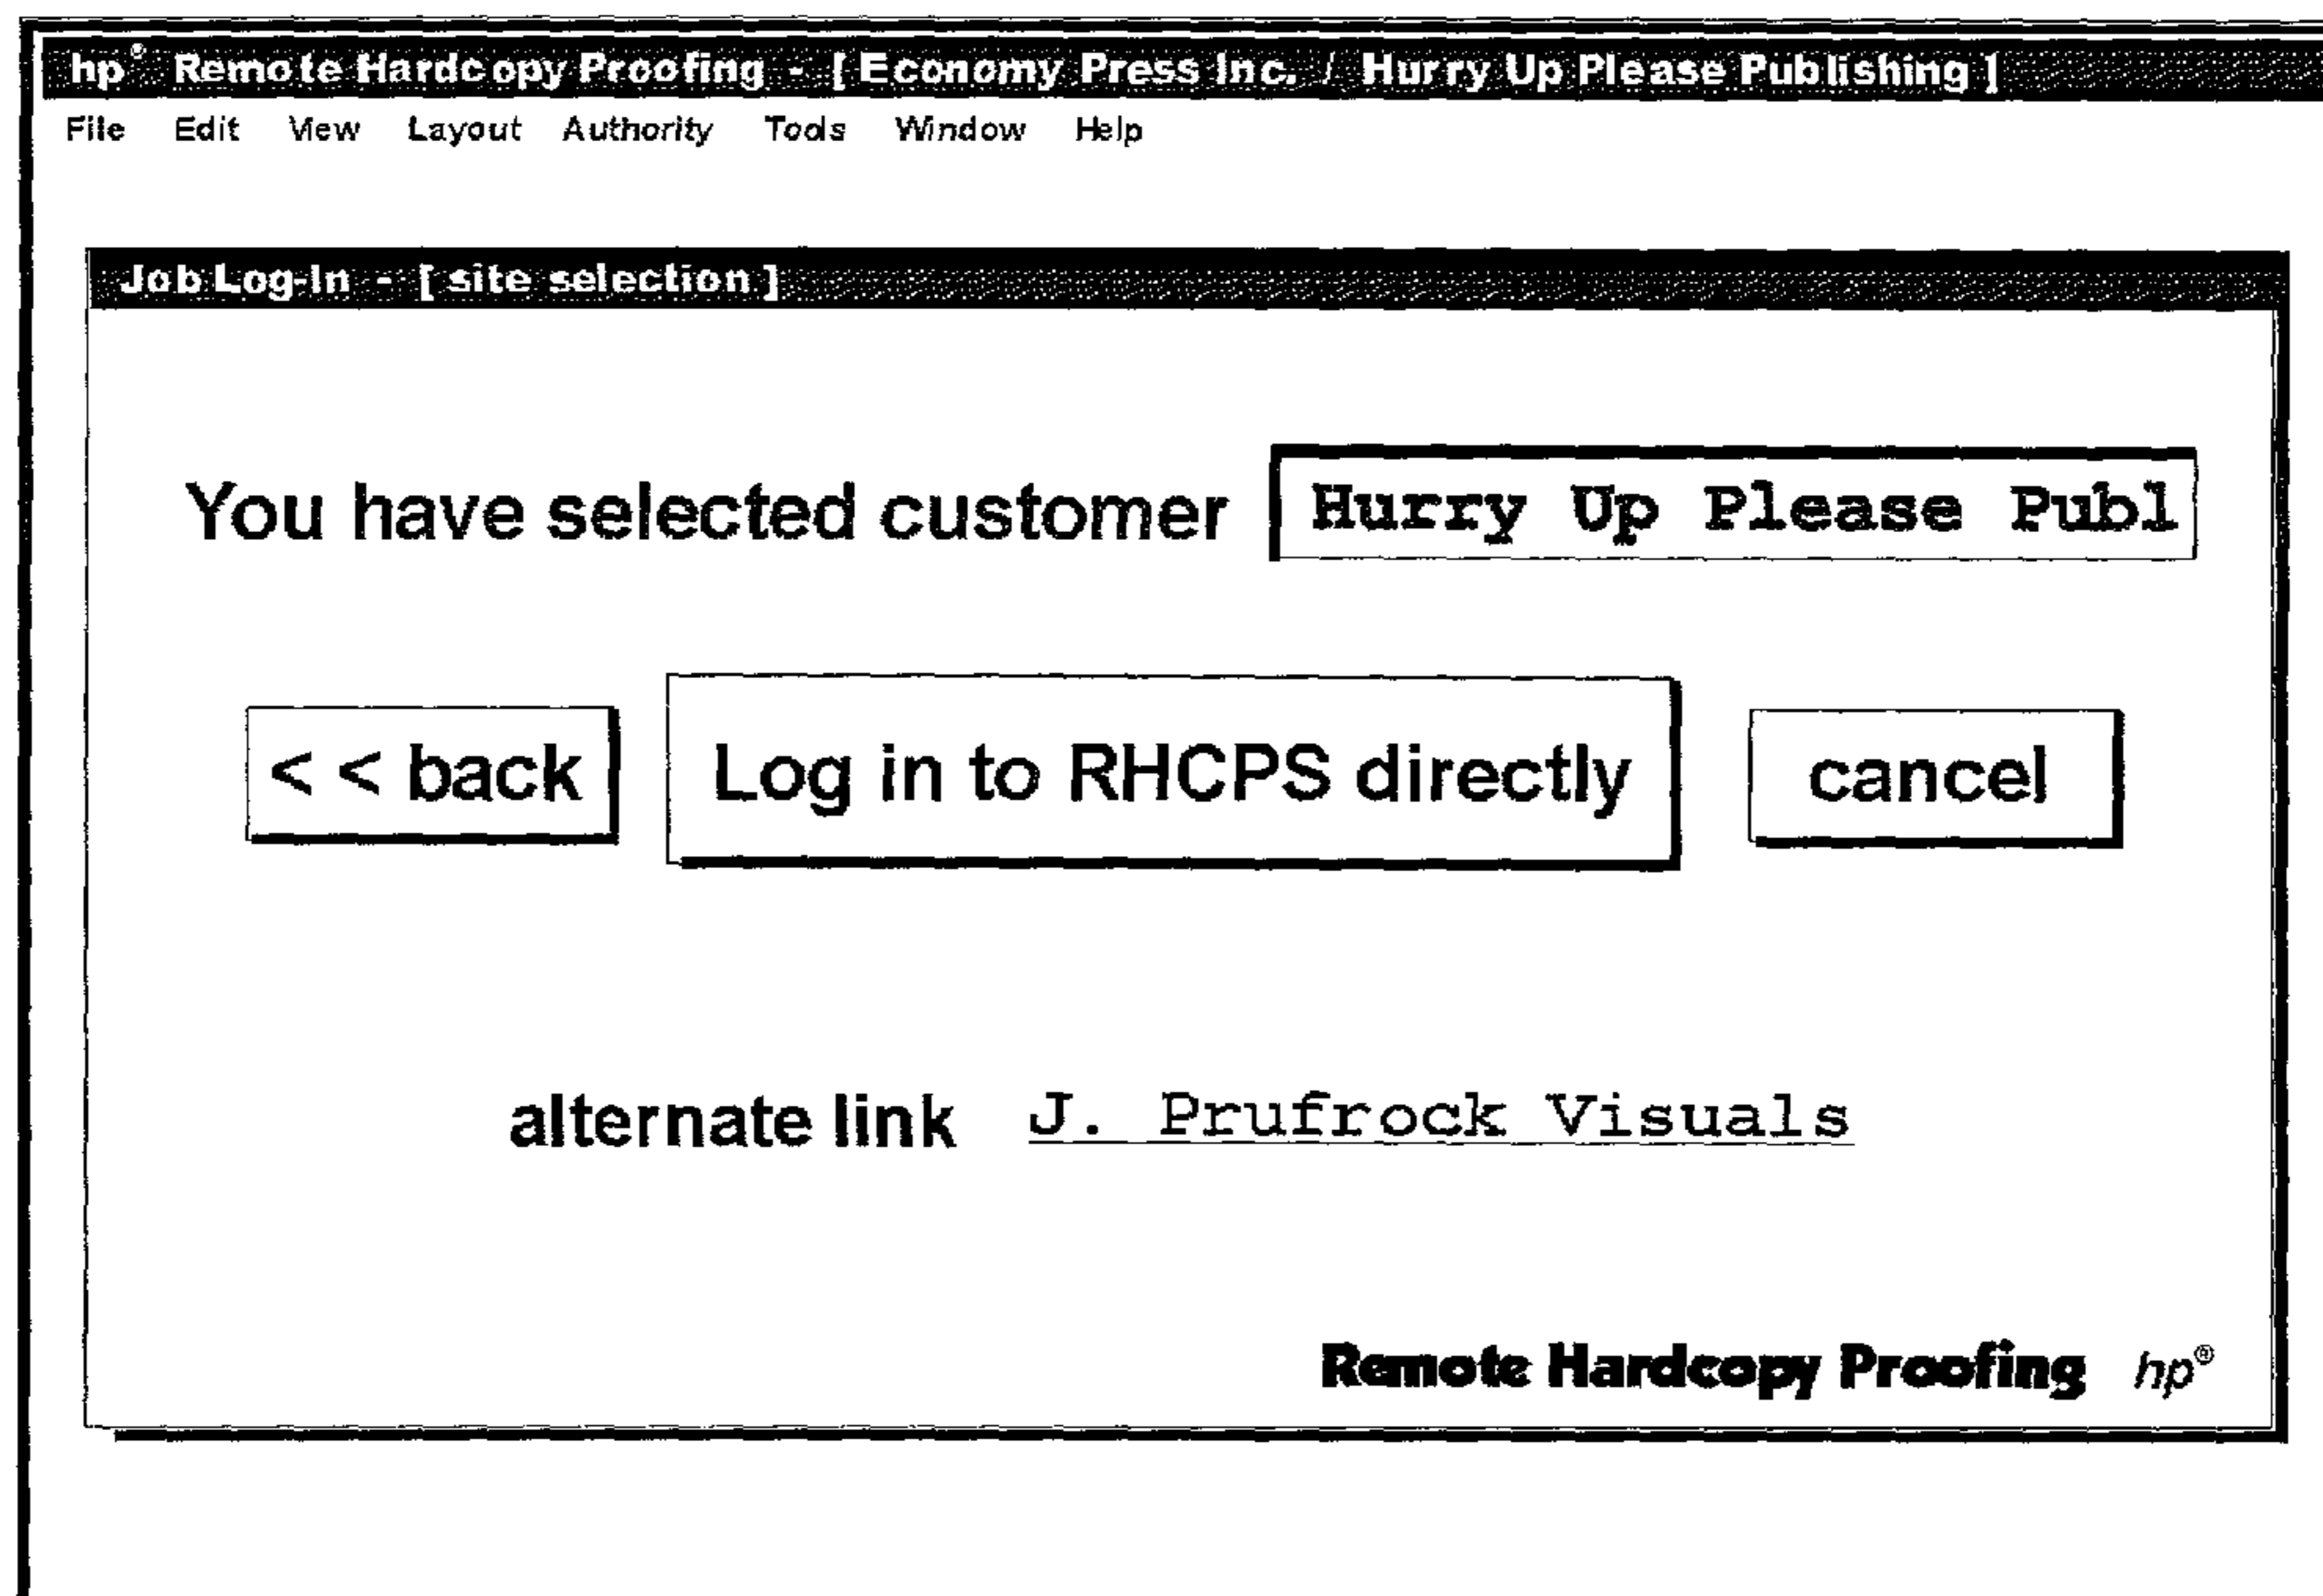 hp® Remote Hardcopy Proofing - [ Economy Press Inc. / Hurry Up Please Publishing ]
File Edit View Layout Authority Tools Window Help
Job Log-In - [ site selection ]
You have selected customer Hurry Up Please Publ
< < back Log in to RHCPS directly cancel
alternate link J. Prufrock Visuals
Remote Hardcopy Proofing hp®